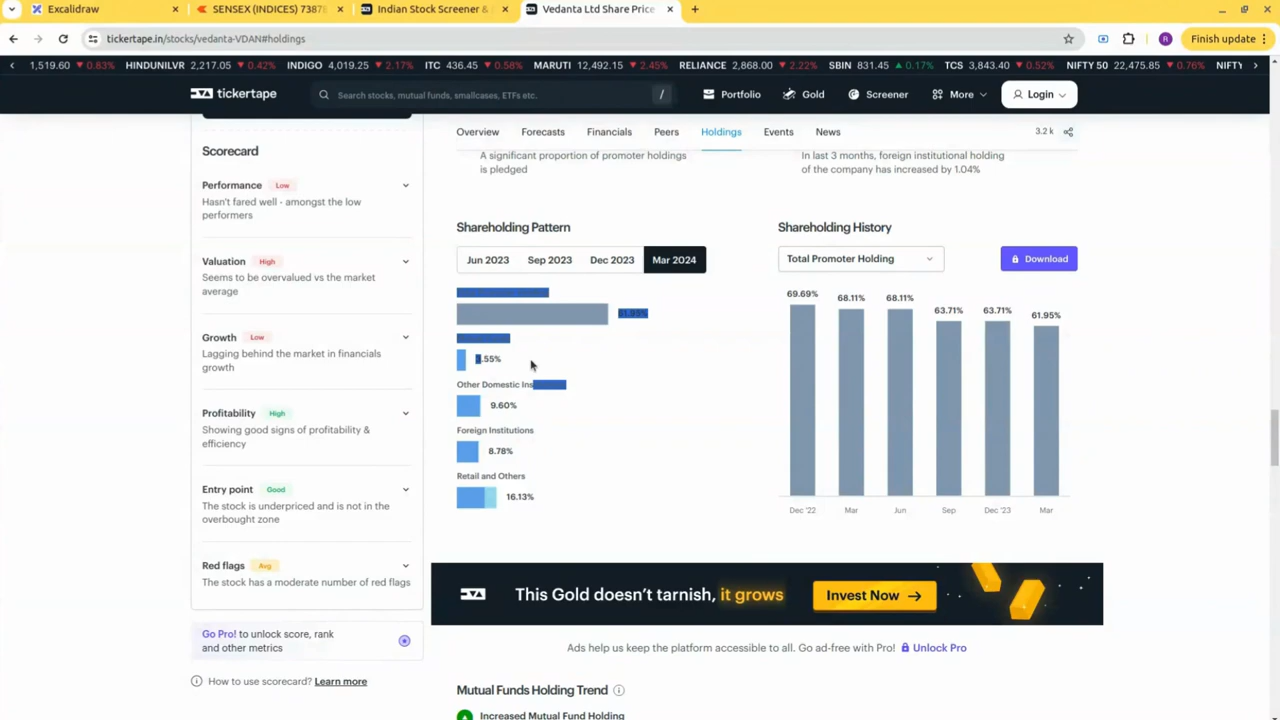 Excalidraw
SENSEX (INDICES) 7387
Indian Stock Screener &
Vedanta Ltd Share Price
tickertape.in/stocks/vedanta-VDAN#holdings
R
Finish update
1,519.60 ▼ 0.83% HINDUNILVR 2,217.05 ▼ 0.42% INDIGO 4,019.25 ▼ 2.17% ITC 436.45 ▼ 0.58% MARUTI 12,492.15 ▼ 2.45% RELIANCE 2,868.00 ▼ 2.22% SBIN 831.45 ▲ 0.17% TCS 3,843.40 ▼ 0.52% NIFTY 50 22,475.85 ▼ 0.76% NIFTY
tickertape
Search stocks, mutual funds, smallcases, ETFs etc.
/
Portfolio
Gold
Screener
More
Login
Overview Forecasts Financials Peers Holdings Events News
3.2 k
Scorecard
Performance Low
Hasn't fared well - amongst the low
performers
Valuation High
Seems to be overvalued vs the market
average
Growth Low
Lagging behind the market in financials
growth
Profitability High
Showing good signs of profitability &
efficiency
Entry point Good
The stock is underpriced and is not in the
overbought zone
Red flags Avg
The stock has a moderate number of red flags
Go Pro! to unlock score, rank
and other metrics
How to use scorecard? Learn more
A significant proportion of promoter holdings
is pledged
In last 3 months, foreign institutional holding
of the company has increased by 1.04%
Shareholding Pattern
Jun 2023 Sep 2023 Dec 2023 Mar 2024
61.95%
.55%
Other Domestic Ins
9.60%
Foreign Institutions
8.78%
Retail and Others
16.13%
Shareholding History
Total Promoter Holding
Download
69.69% 68.11% 68.11% 63.71% 63.71% 61.95%
Dec '22 Mar Jun Sep Dec '23 Mar
This Gold doesn't tarnish, it grows
Invest Now →
Ads help us keep the platform accessible to all. Go ad-free with Pro! Unlock Pro
Mutual Funds Holding Trend
Increased Mutual Fund Holding